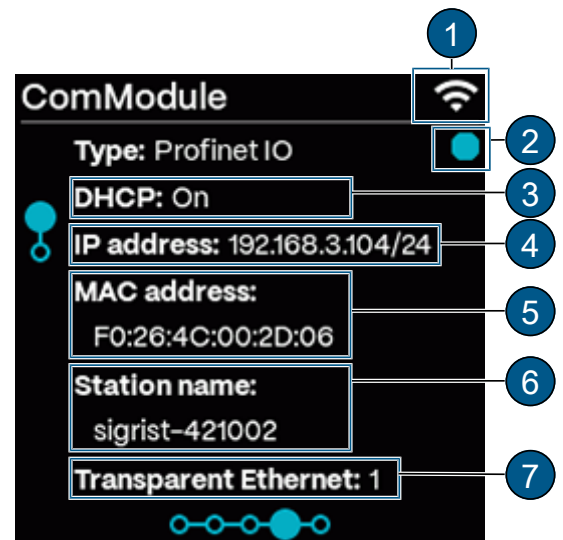 1
ComModule
Type: Profinet IO
2
DHCP: On
3
IP address: 192.168.3.104/24
4
MAC address:
F0:26:4C:00:2D:06
5
Station name:
sigrist-421002
6
Transparent Ethernet: 1
7